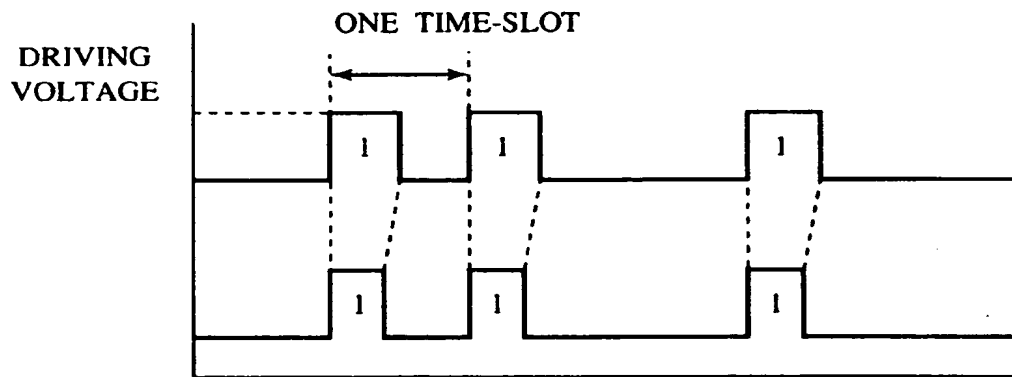 ONE TIME-SLOT
DRIVING
VOLTAGE
1 1 1
1 1 1